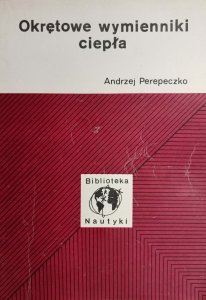 Okrętowe wymienniki
ciepła
Andrzej Perepeczko
Biblioteka
Nautyki